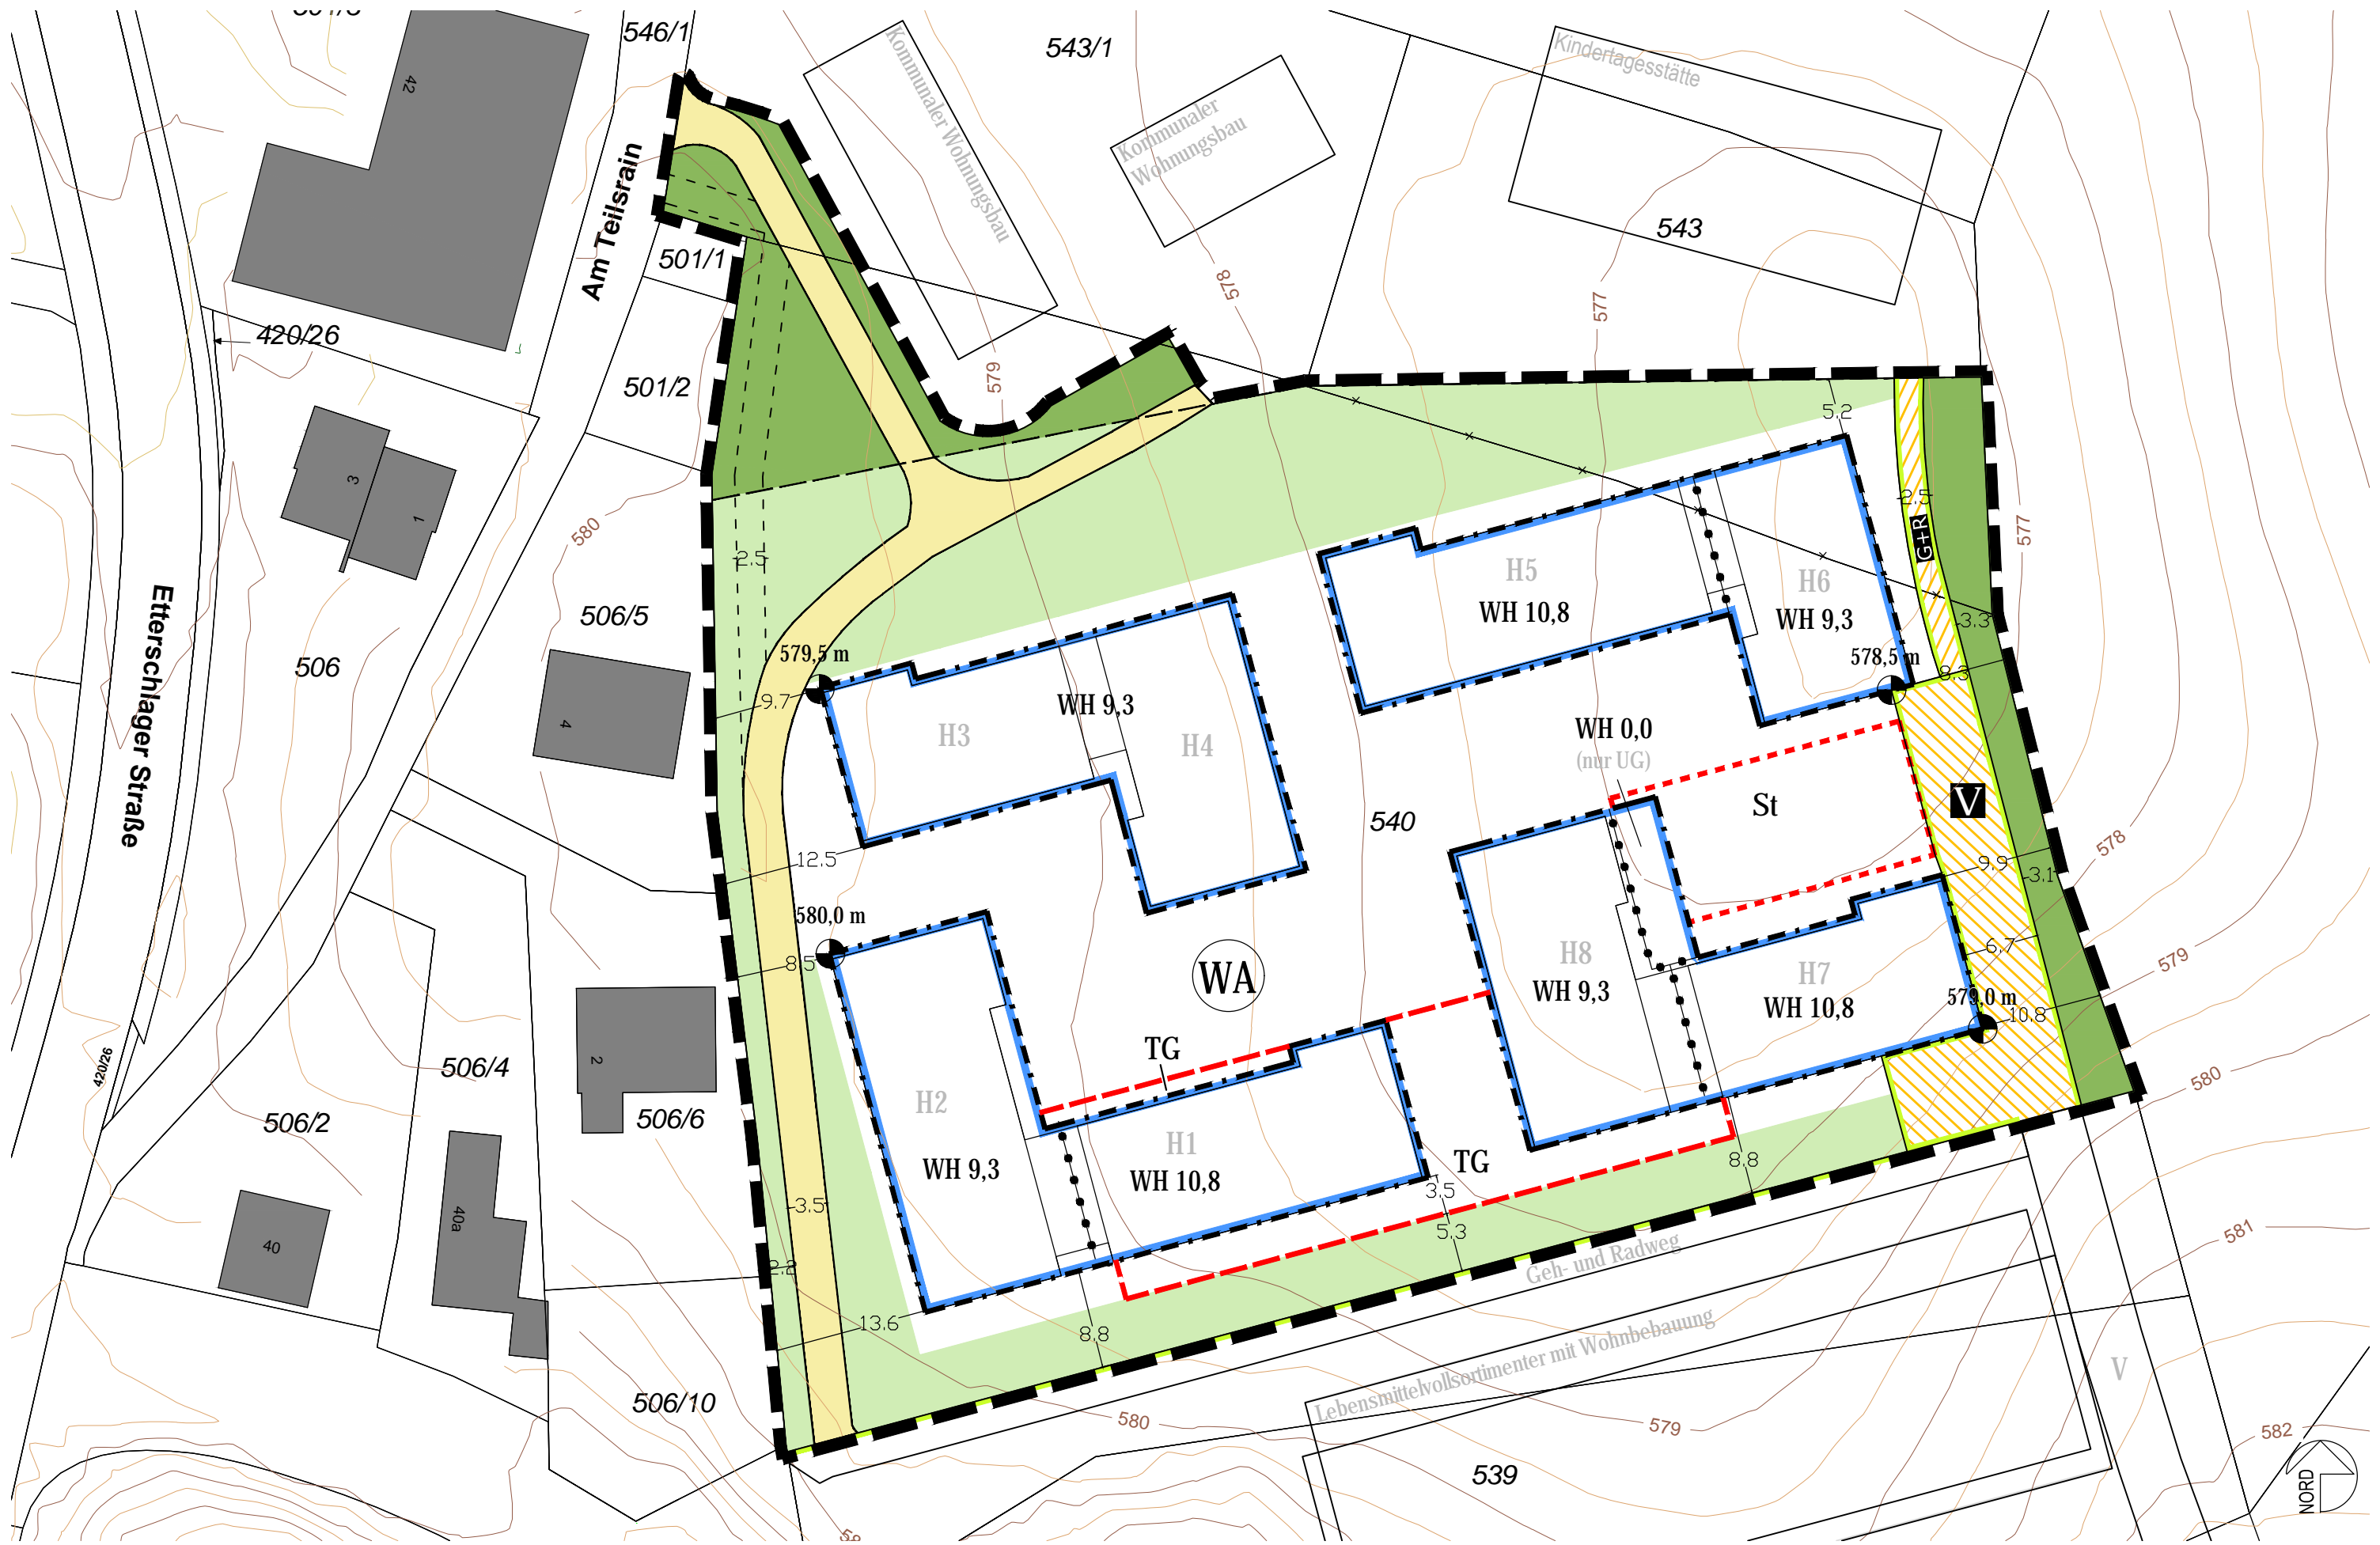 546/1
543/1
42
Kommunaler Wohnungsbau
Kommunaler
Wohnungsbau
Kindertagesstätte
543
Am Teilsrain
501/1
578
577
420/26
501/2
579
5.2
3
1
580
2.5
G+R
577
Etterschlager Straße
506
506/5
4
2.5
H5
WH 10,8
H6
WH 9,3
3.3
579,5 m
578,5 m
8.3
9.7
WH 9,3
H3
H4
WH 0,0
(nur UG)
St
V
540
578
12.5
9.9
3.1
580,0 m
8.5
WA
H8
WH 9,3
H7
WH 10,8
6.7
579
579,0 m
10.8
420/26
506/4
2
506/2
506/6
TG
H2
WH 9,3
H1
WH 10,8
TG
8.8
580
40
40a
3.5
3.5
5.3
581
2.2
Geh- und Radweg
13.6
8.8
Lebensmittelvollsortimenter mit Wohnbebauung
V
506/10
580
579
582
539
NORD